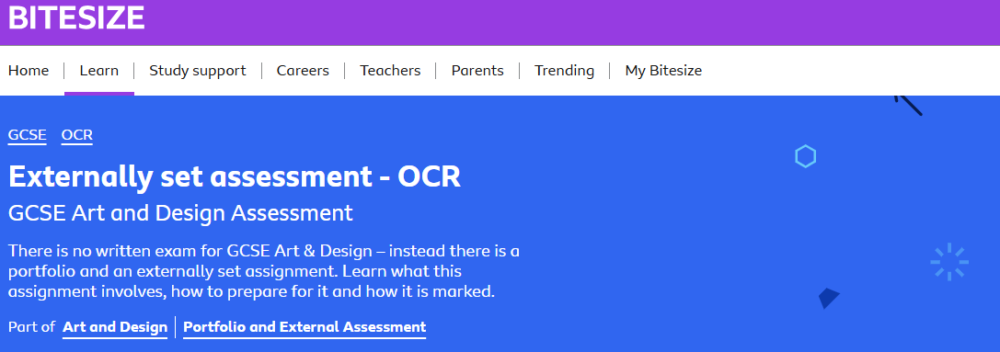 BITESIZE
Home Learn Study support Careers Teachers Parents Trending My Bitesize
GCSE OCR
Externally set assessment - OCR
GCSE Art and Design Assessment
There is no written exam for GCSE Art & Design – instead there is a
portfolio and an externally set assignment. Learn what this
assignment involves, how to prepare for it and how it is marked.
Part of Art and Design Portfolio and External Assessment